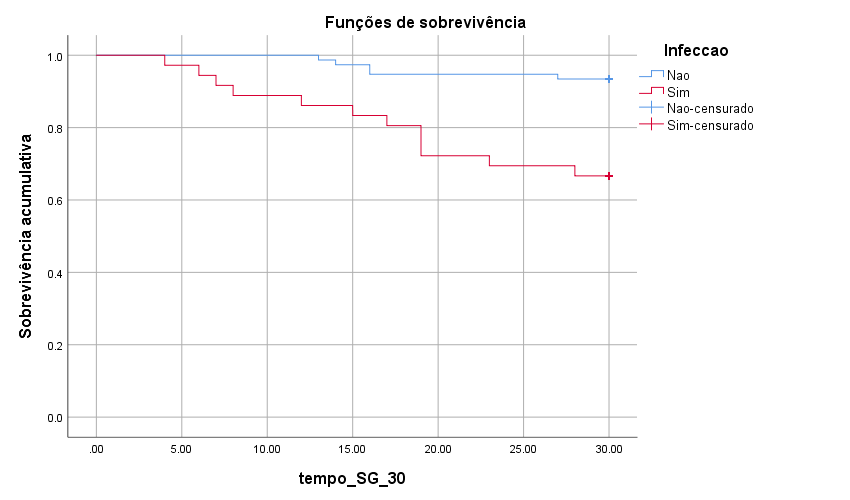 Funções de sobrevivência
Infeccao
Nao
Sim
Nao-censurado
Sim-censurado
Sobrevivência acumulativa
1.0
0.8
0.6
0.4
0.2
0.0
.00 5.00 10.00 15.00 20.00 25.00 30.00
tempo_SG_30